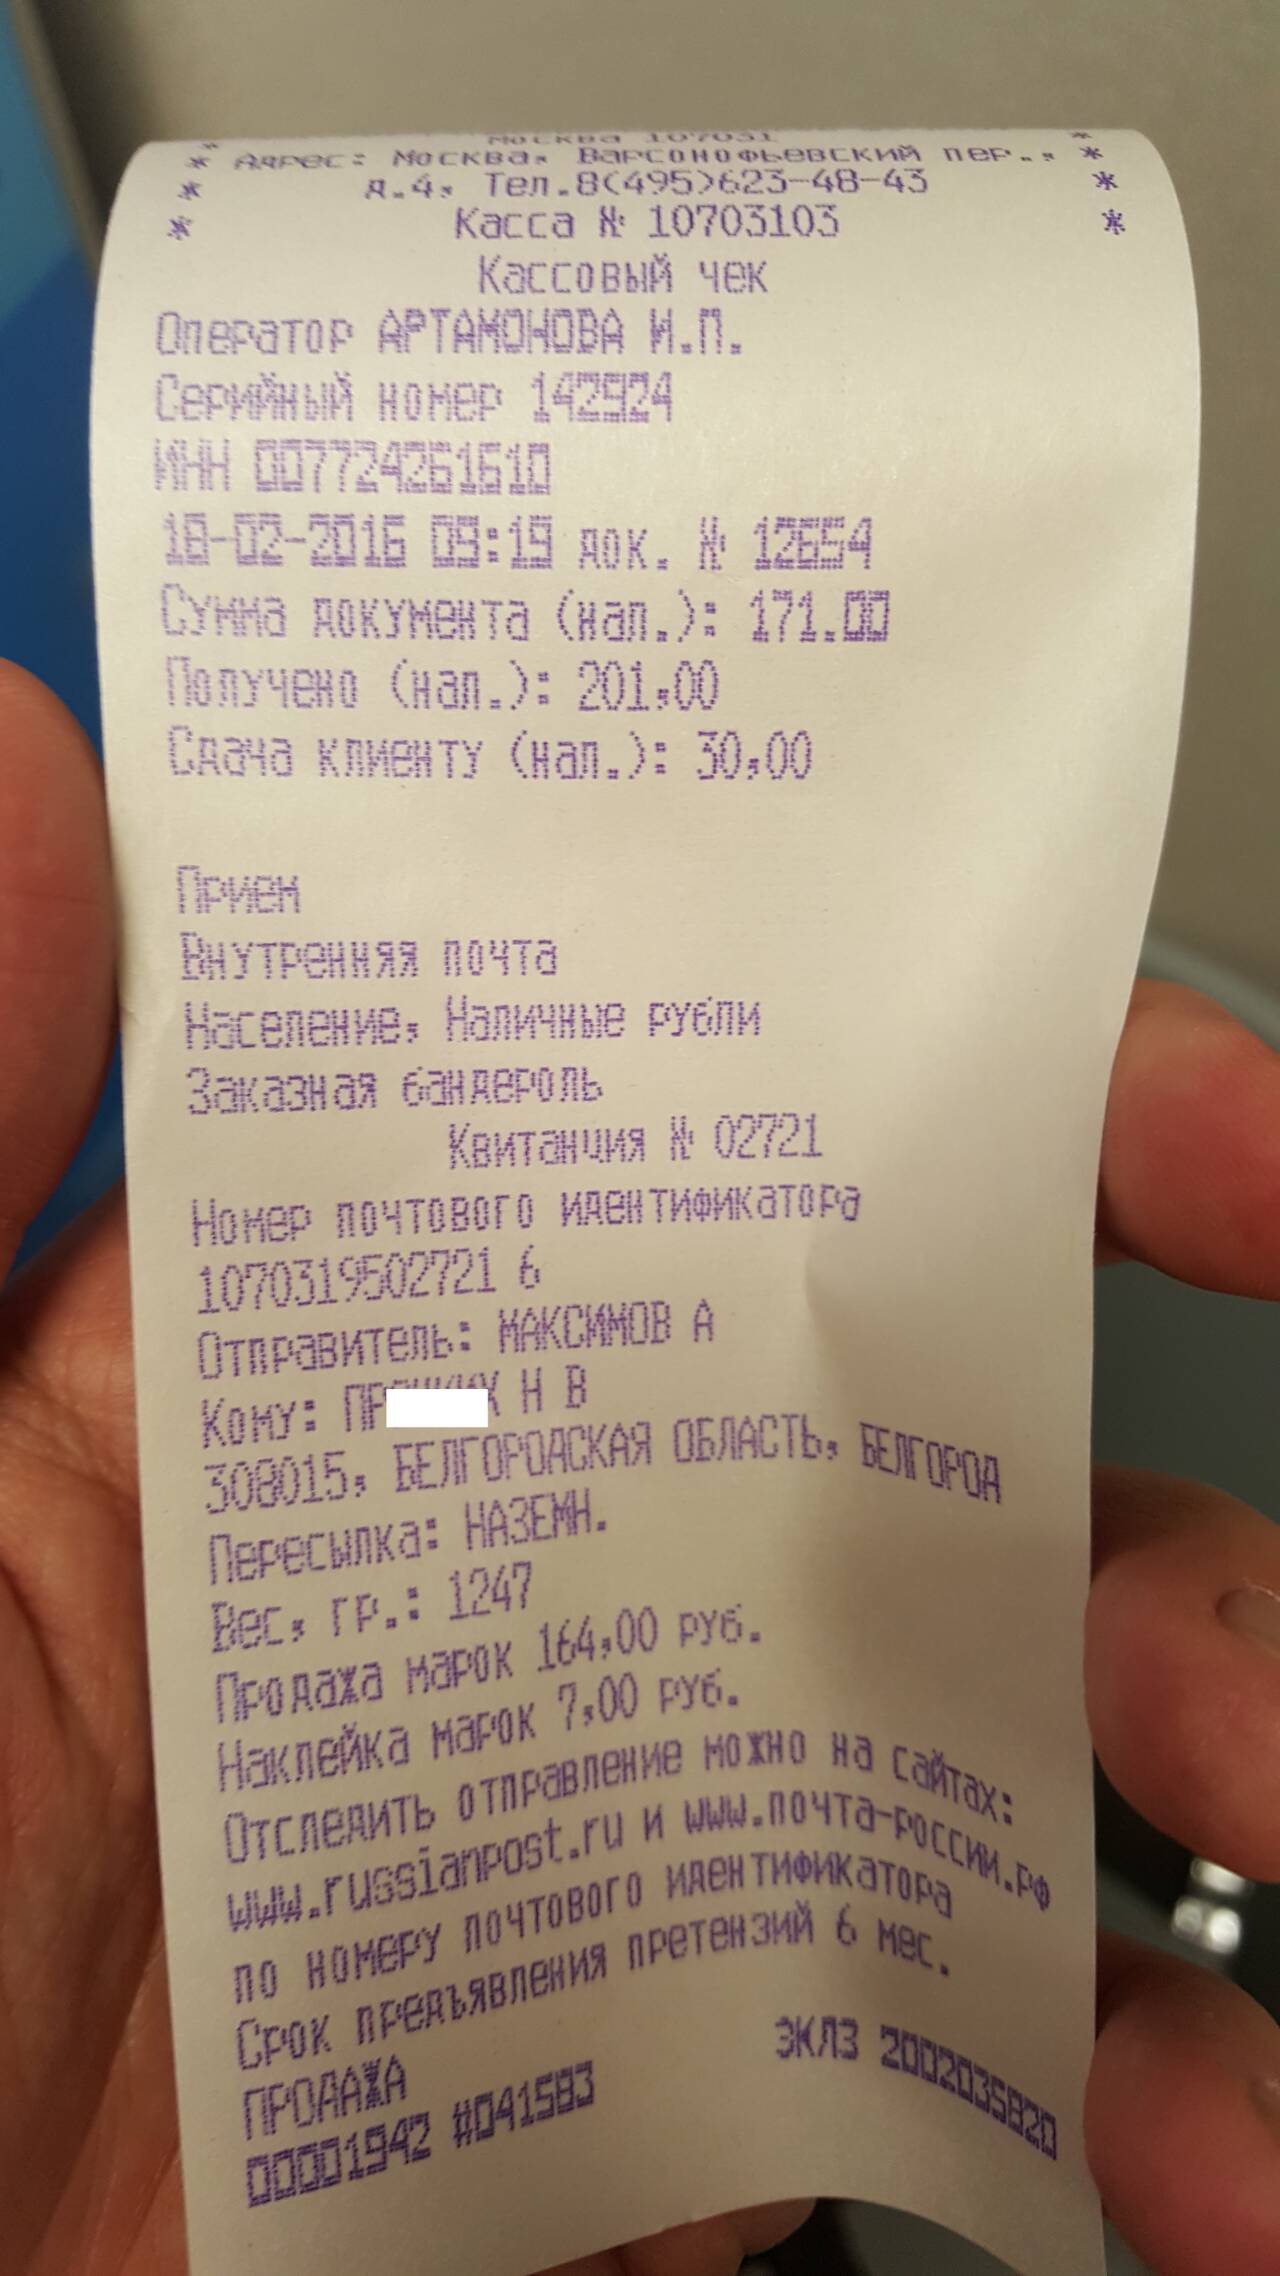 Москва 107031
* Адрес: Москва, Варсонофьевский пер., *
* д.4, Тел.8(495)623-48-43 *
* Касса № 10703103 *
Кассовый чек
Оператор АРТАМОНОВА И.П.
Серийный номер 142924
ИНН 007724261610
18-02-2016 09:19 док. № 12654
Сумма документа (нал.): 171.00
Получено (нал.): 201,00
Сдача клиенту (нал.): 30,00
Прием
Внутренняя почта
Население, Наличные рубли
Заказная бандероль
Квитанция № 02721
Номер почтового идентификатора
1070319502721 6
Отправитель: МАКСИМОВ А
Кому: Н В
308015, БЕЛГОРОДСКАЯ ОБЛАСТЬ, БЕЛГОРОД
Пересылка: НАЗЕМН.
Вес, гр.: 1247
Продажа марок 164,00 руб.
Наклейка марок 7,00 руб.
Отследить отправление можно на сайтах:
www.russianpost.ru и www.почта-россии.рф
по номеру почтового идентификатора
Срок предъявления претензий 6 мес.
ПРОДАЖА ЭКЛЗ 2002035820
00001942 #041583